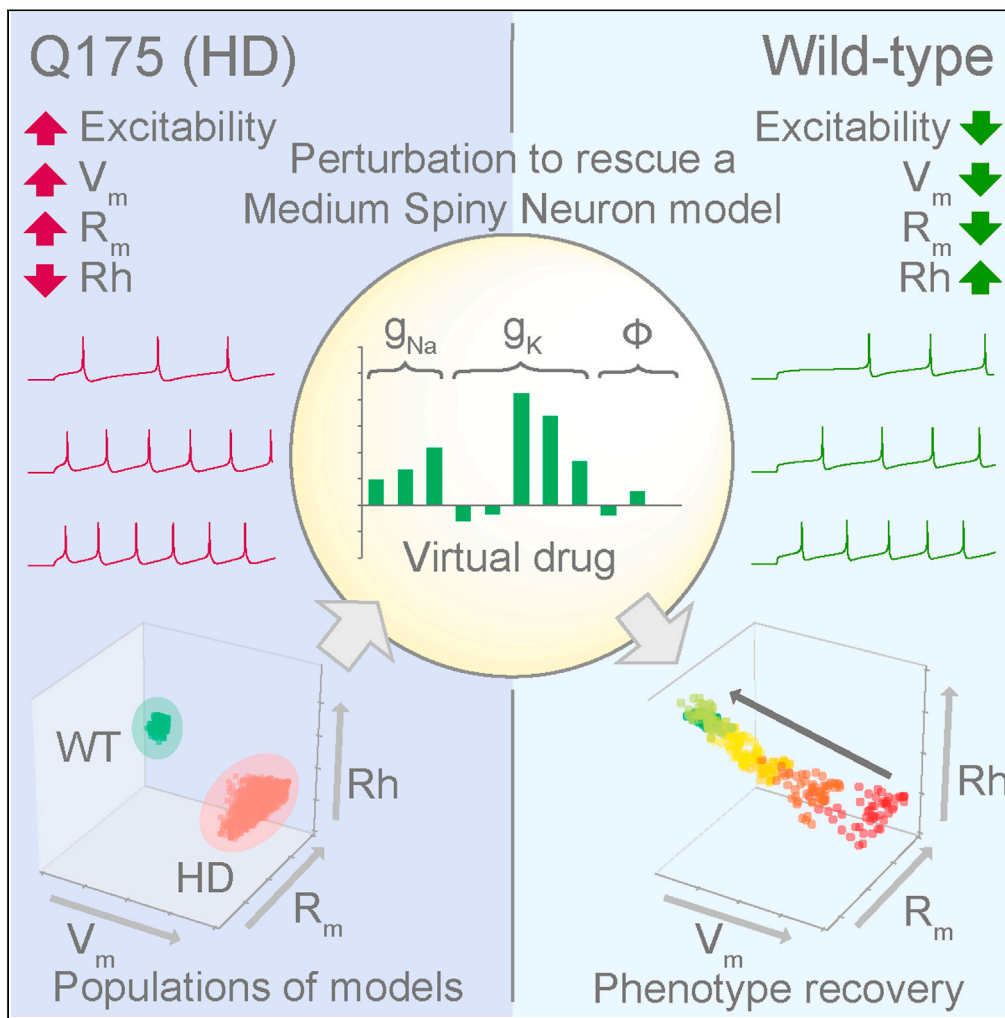 Q175 (HD)
Excitability
Vm
Rm
Rh
Wild-type
Excitability
Vm
Rm
Rh
Perturbation to rescue a
Medium Spiny Neuron model
gNa
gK
Φ
Virtual drug
WT
HD
Rh
Rm
Vm
Populations of models
Rh
Rm
Vm
Phenotype recovery